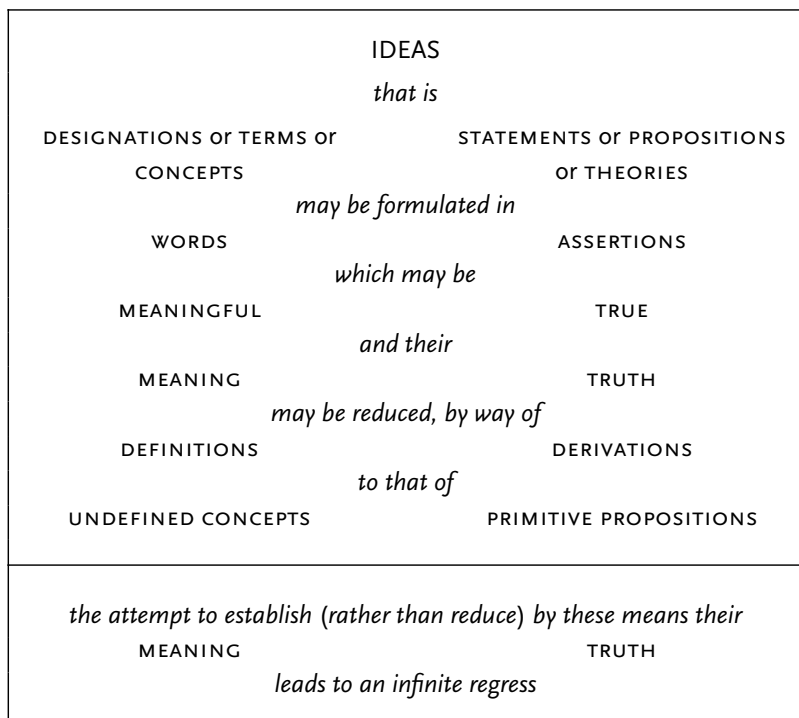 IDEAS
that is
DESIGNATIONS or TERMS or STATEMENTS or PROPOSITIONS
CONCEPTS or THEORIES
may be formulated in
WORDS ASSERTIONS
which may be
MEANINGFUL TRUE
and their
MEANING TRUTH
may be reduced, by way of
DEFINITIONS DERIVATIONS
to that of
UNDEFINED CONCEPTS PRIMITIVE PROPOSITIONS
the attempt to establish (rather than reduce) by these means their
MEANING TRUTH
leads to an infinite regress